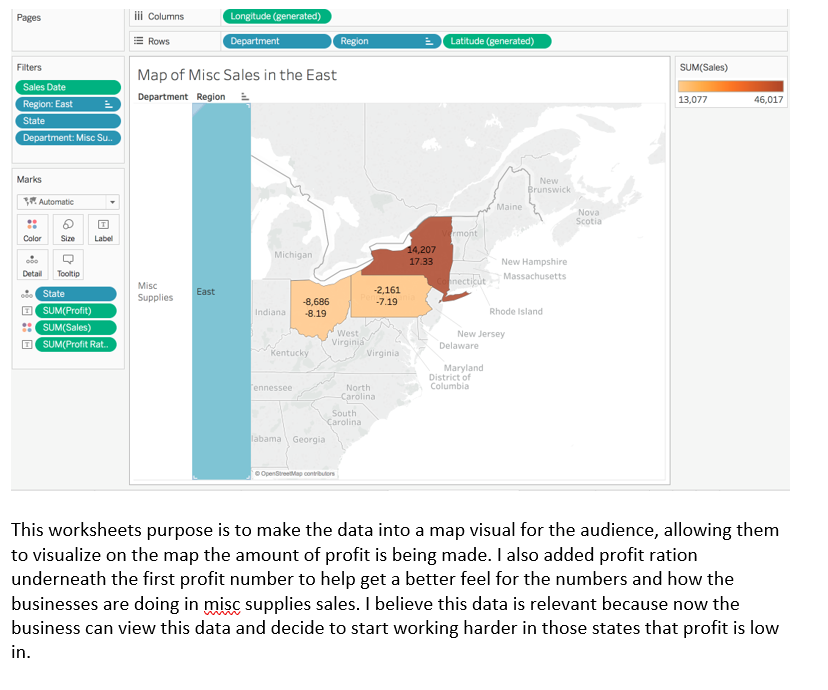 Pages
Columns
Longitude (generated)
Rows
Department
Region
Latitude (generated)
Filters
Sales Date
Region: East
State
Department: Misc Su..
Marks
Automatic
Color
Size
Label
Detail
Tooltip
State
SUM(Profit)
SUM(Sales)
SUM(Profit Rat..
Map of Misc Sales in the East
Department Region
Misc
Supplies
East
New
Brunswick
Maine
Nova
Scotia
rmont
14,207
17.33
Michigan
New Hampshire
Massachusetts
nnecticut
-2,161
-7.19
-8,686
-8.19
Indiana
Rhode Island
West
Virginia
New Jersey
Delaware
Kentucky
Virginia
Maryland
District of
Columbia
ennessee
North
Carolina
South
Carolina
labama
Georgia
© OpenStreetMap contributors
SUM(Sales)
13,077
46,017
This worksheets purpose is to make the data into a map visual for the audience, allowing them
to visualize on the map the amount of profit is being made. I also added profit ration
underneath the first profit number to help get a better feel for the numbers and how the
businesses are doing in misc supplies sales. I believe this data is relevant because now the
business can view this data and decide to start working harder in those states that profit is low
in.